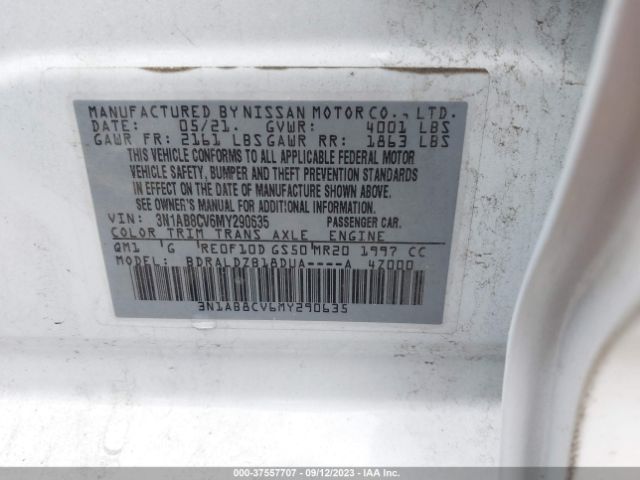 MANUFACTURED BY NISSAN MOTOR CO., LTD.
DATE: 05/21. GVWR: 4001 LBS
GAWR FR: 2161 LBS GAWR RR: 1863 LBS
THIS VEHICLE CONFORMS TO ALL APPLICABLE FEDERAL MOTOR
VEHICLE SAFETY, BUMPER AND THEFT PREVENTION STANDARDS
IN EFFECT ON THE DATE OF MANUFACTURE SHOWN ABOVE.
SEE OWNER'S MANUAL FOR ADDITIONAL INFORMATION.
VIN: 3N1AB8CV6MY290635 PASSENGER CAR.
COLOR TRIM TRANS AXLE ENGINE
QM1 G RE0F10D GS50 MR20 1997 CC
MODEL: BDRALDZB18DUA----A 4Z000
3N1AB8CV6MY290635
000-37557707 - 09/12/2023 - IAA Inc.